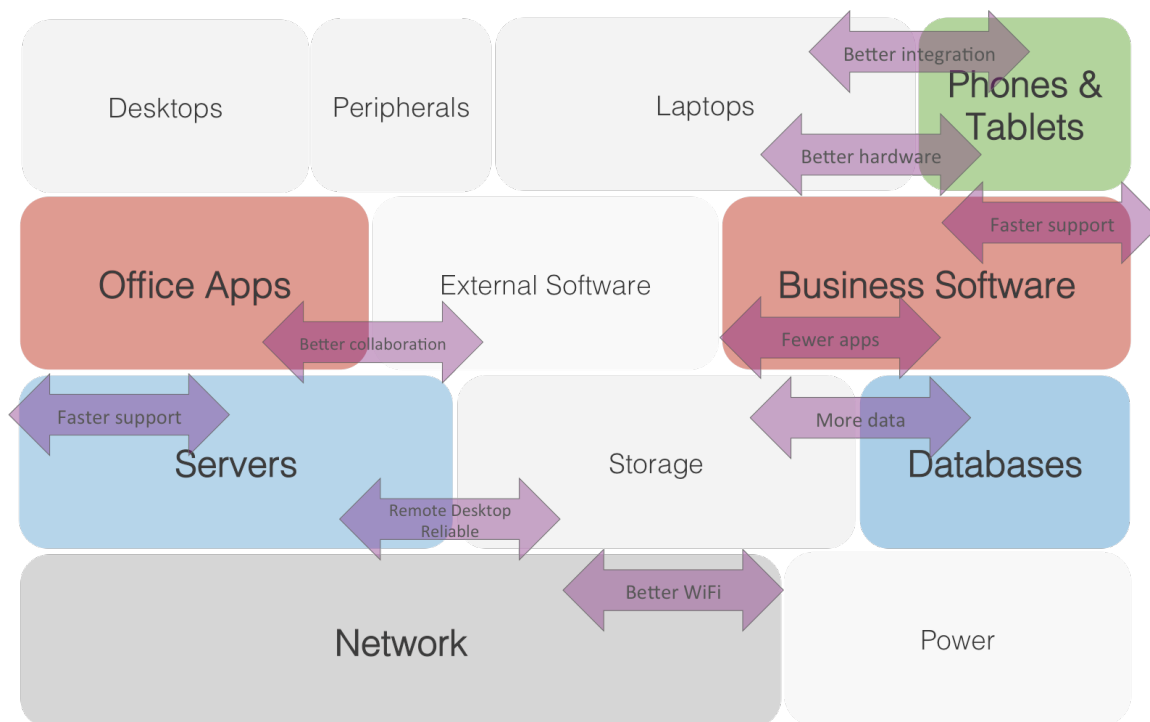 Better integration
Desktops
Peripherals
Laptops
Phones &
Tablets
Better hardware
Faster support
Office Apps
External Software
Business Software
Better collaboration
Fewer apps
Faster support
More data
Servers
Storage
Databases
Remote Desktop
Reliable
Better WiFi
Network
Power